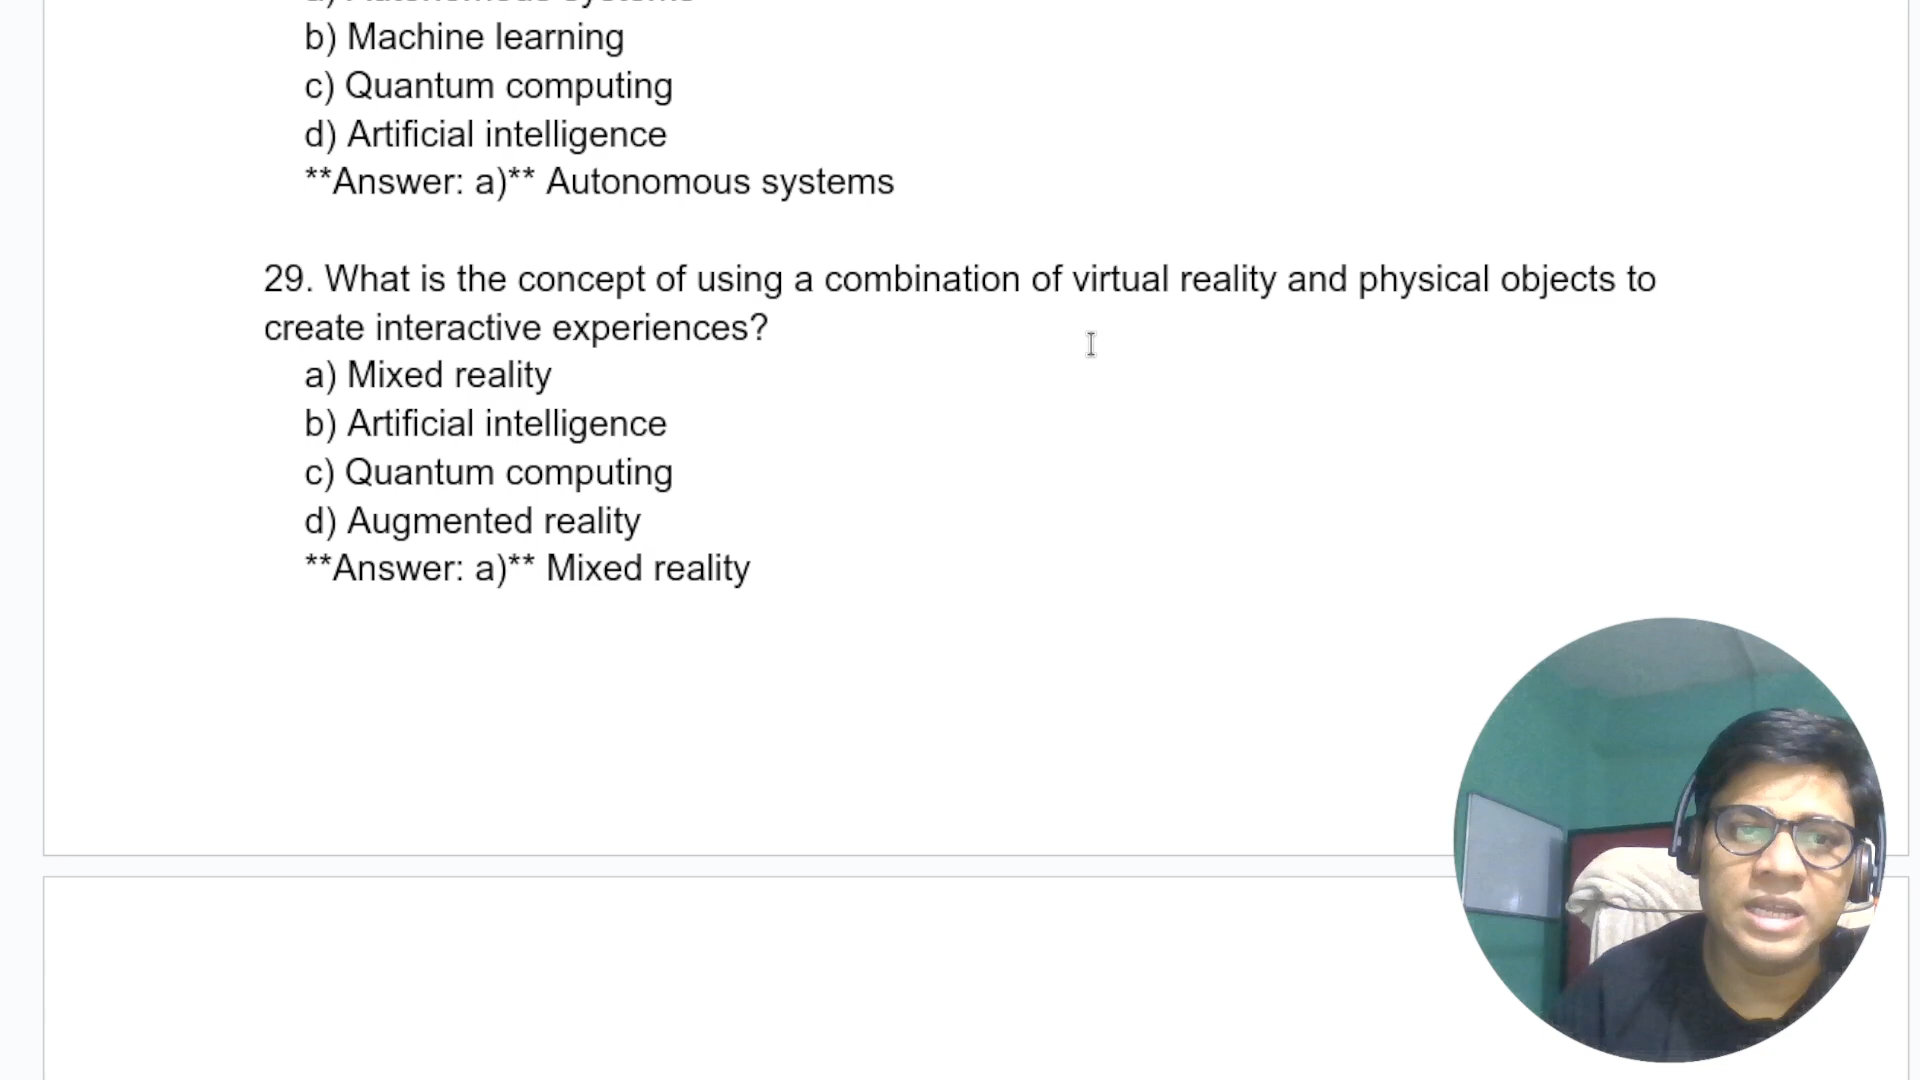 a) Autonomous systems
b) Machine learning
c) Quantum computing
d) Artificial intelligence
**Answer: a)** Autonomous systems
29. What is the concept of using a combination of virtual reality and physical objects to
create interactive experiences?
a) Mixed reality
b) Artificial intelligence
c) Quantum computing
d) Augmented reality
**Answer: a)** Mixed reality